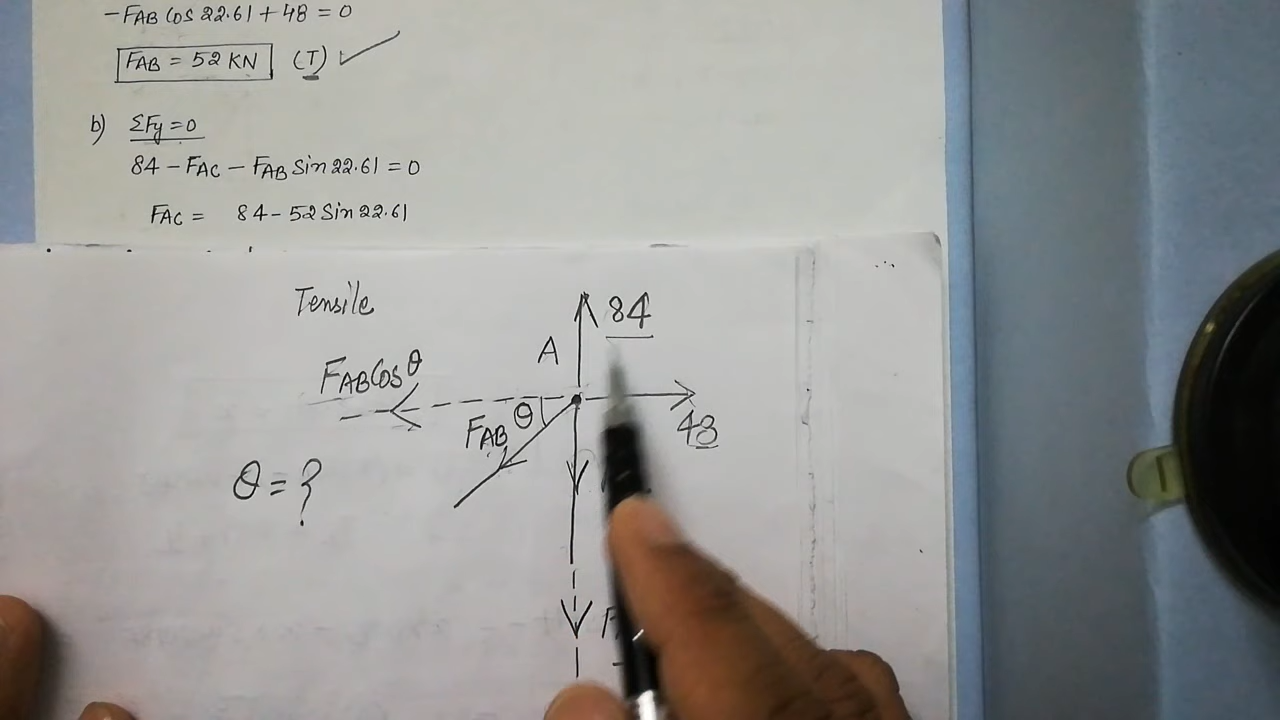 -FAB Cos 22.61 + 48 = 0
FAB = 52 KN (T)
b) ΣFy = 0
84 - FAC - FAB Sin 22.61 = 0
FAC = 84 - 52 Sin 22.61
Tensile
84
A
FAB Cos θ
θ
FAB
48
θ = ?